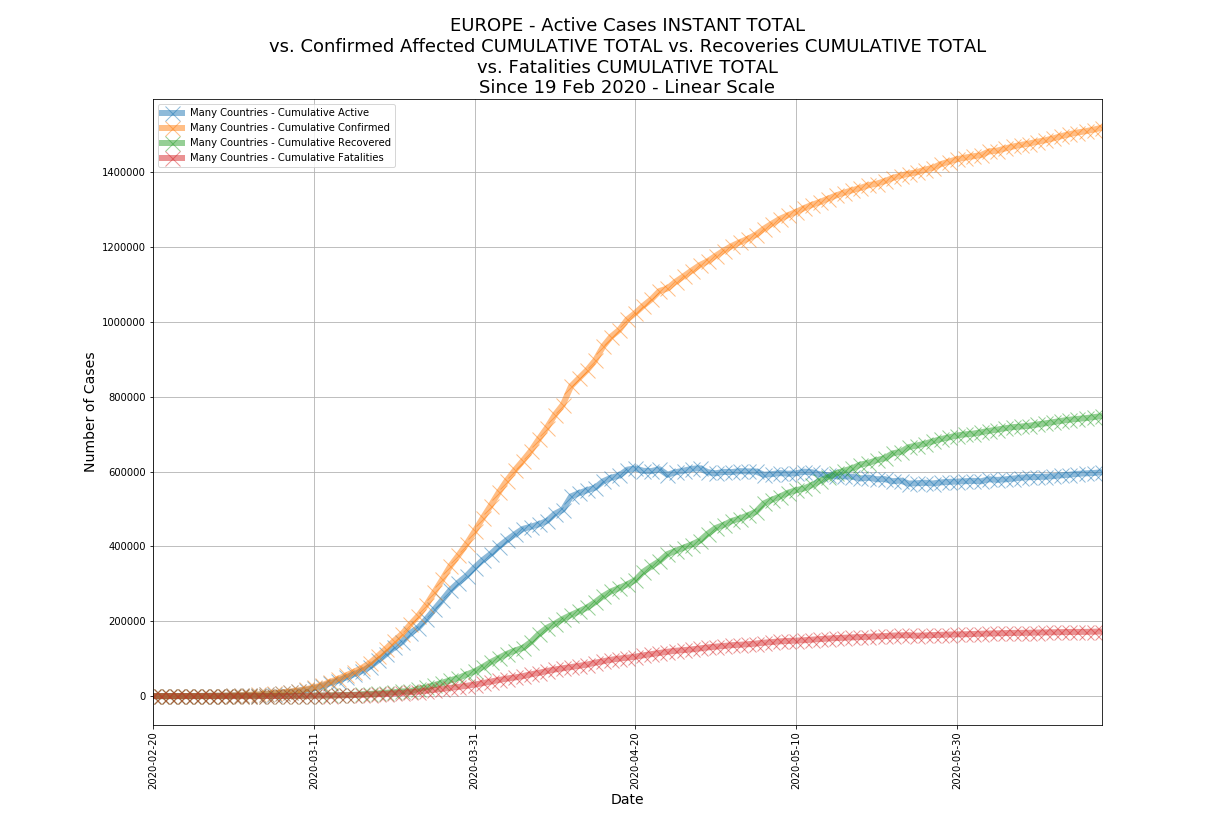 EUROPE - Active Cases INSTANT TOTAL
vs. Confirmed Affected CUMULATIVE TOTAL vs. Recoveries CUMULATIVE TOTAL
vs. Fatalities CUMULATIVE TOTAL
Since 19 Feb 2020 - Linear Scale
Many Countries - Cumulative Active
Many Countries - Cumulative Confirmed
Many Countries - Cumulative Recovered
Many Countries - Cumulative Fatalities
Number of Cases
1400000
1200000
1000000
800000
600000
400000
200000
0
2020-02-20
2020-03-11
2020-03-31
2020-04-20
2020-05-10
2020-05-30
Date